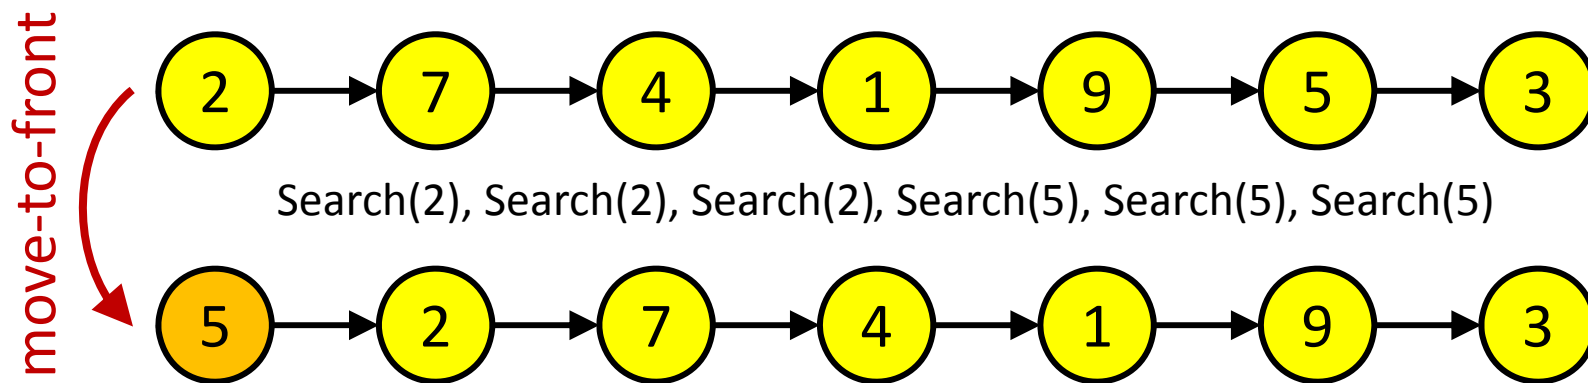 move-to-front
2 7 4 1 9 5 3
Search(2), Search(2), Search(2), Search(5), Search(5), Search(5)
5 2 7 4 1 9 3